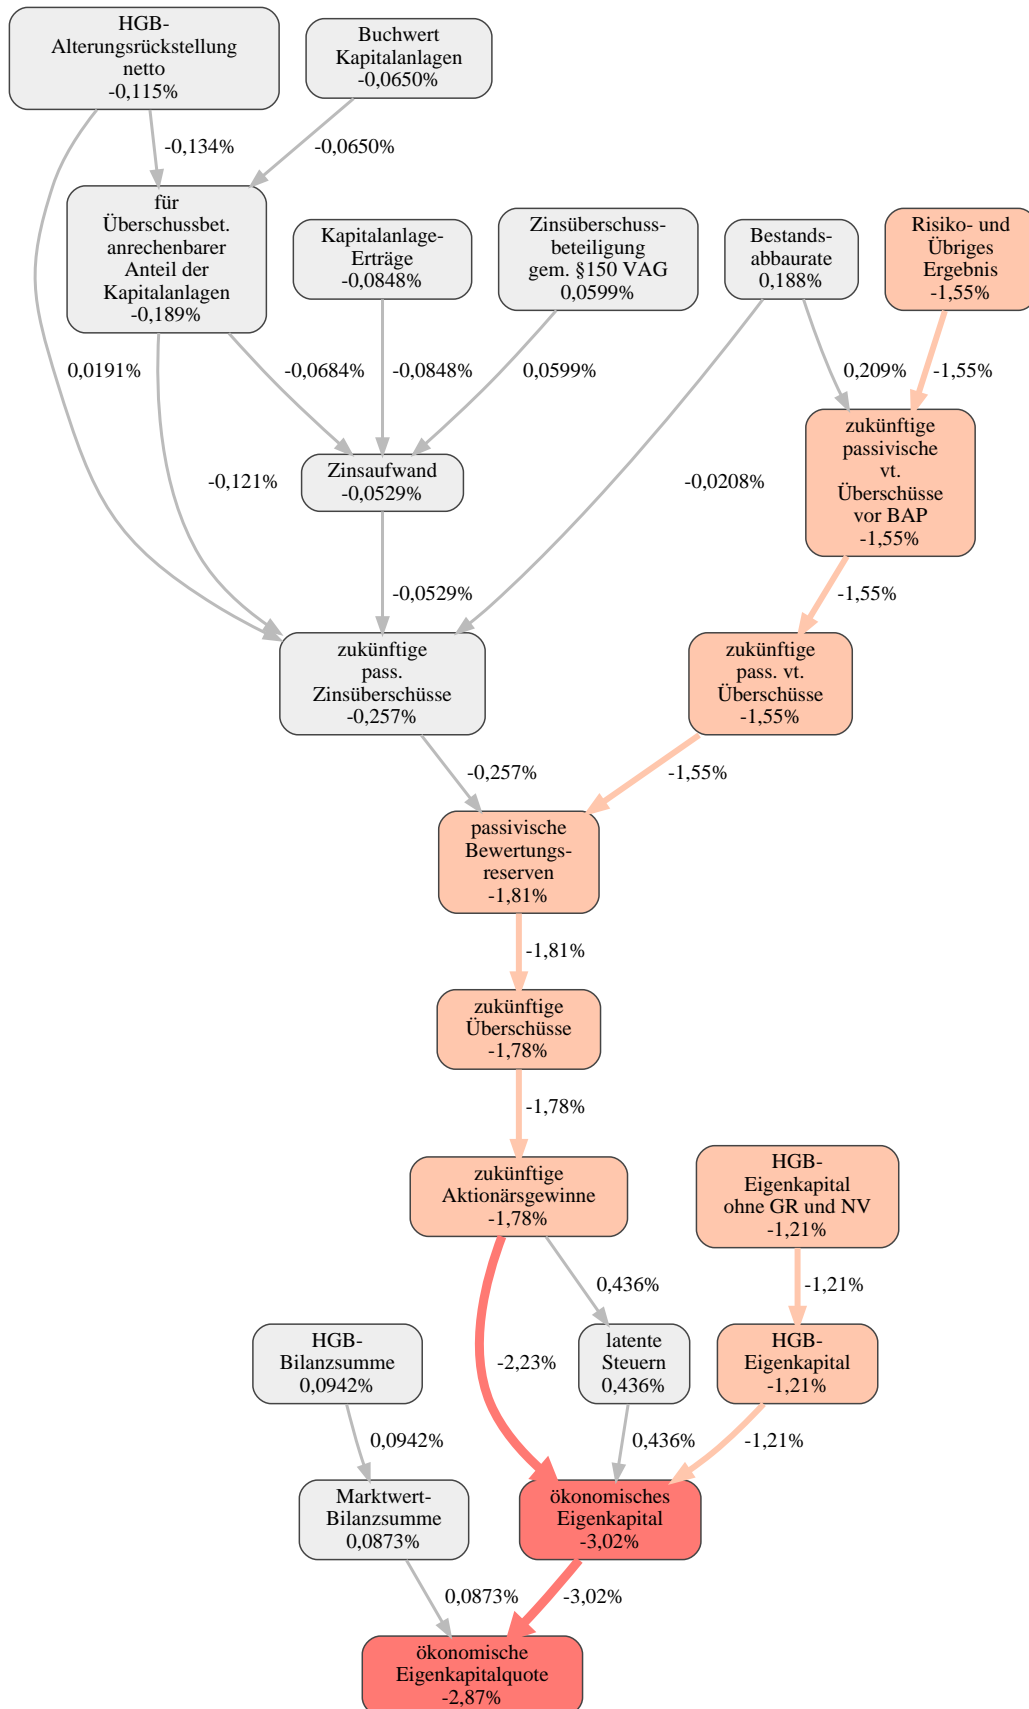 HGB-
Alterungsrückstellung
netto
-0,115%
Buchwert
Kapitalanlagen
-0,0650%
-0,134%
-0,0650%
für
Überschussbet.
anrechenbarer
Anteil der
Kapitalanlagen
-0,189%
Kapitalanlage-
Erträge
-0,0848%
Zinsüberschuss-
beteiligung
gem. §150 VAG
0,0599%
Bestands-
abbaurate
0,188%
Risiko- und
Übriges
Ergebnis
-1,55%
0,0191%
-0,0684%
-0,0848%
0,0599%
0,209%
-1,55%
zukünftige
passivische
vt.
Überschüsse
vor BAP
-1,55%
Zinsaufwand
-0,0529%
-0,121%
-0,0208%
-0,0529%
-1,55%
zukünftige
pass.
Zinsüberschüsse
-0,257%
zukünftige
pass. vt.
Überschüsse
-1,55%
-0,257%
-1,55%
passivische
Bewertungs-
reserven
-1,81%
-1,81%
zukünftige
Überschüsse
-1,78%
-1,78%
zukünftige
Aktionärsgewinne
-1,78%
HGB-
Eigenkapital
ohne GR und NV
-1,21%
0,436%
-1,21%
HGB-
Bilanzsumme
0,0942%
-2,23%
latente
Steuern
0,436%
HGB-
Eigenkapital
-1,21%
0,0942%
0,436%
-1,21%
Marktwert-
Bilanzsumme
0,0873%
ökonomisches
Eigenkapital
-3,02%
0,0873%
-3,02%
ökonomische
Eigenkapitalquote
-2,87%